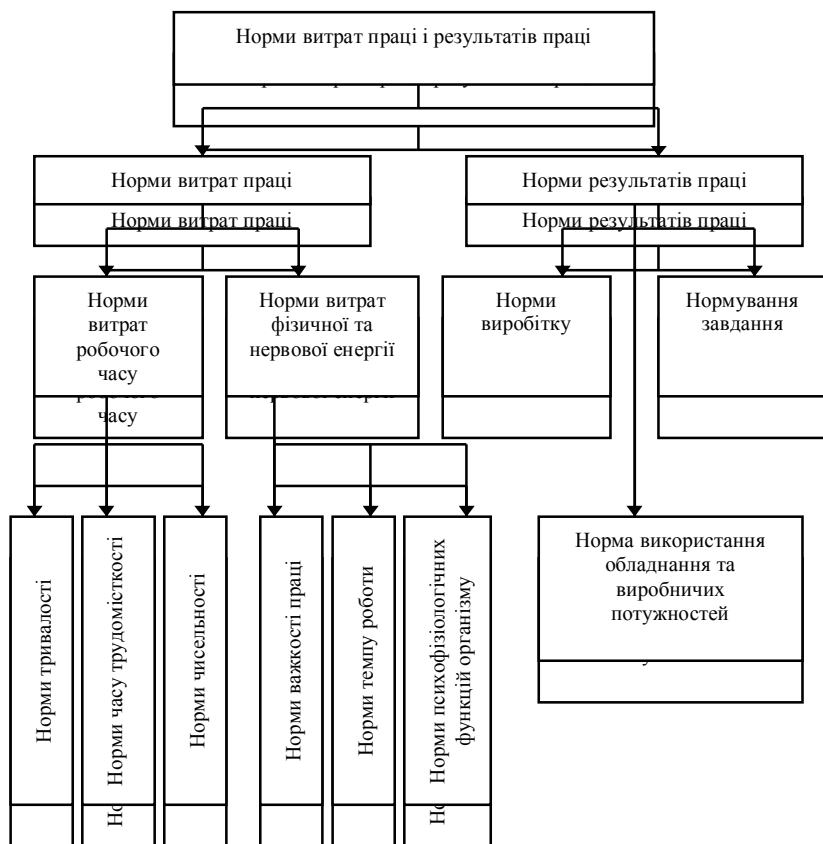 Норми витрат праці і результатів праці
Норми витрат праці
Норми результатів праці
Норми витрат праці
Норми результатів праці
Норми
витрат
робочого
часу
часу
Норми витрат
фізичної та
нервової енергії
Норми
виробітку
Нормування
завдання
Норми тривалості
Норми часу трудомісткості
Норми чисельності
Норми важкості праці
Норми темпу роботи
Норми психофізіологічних
функцій організму
Норма використання
обладнання та
виробничих
потужностей